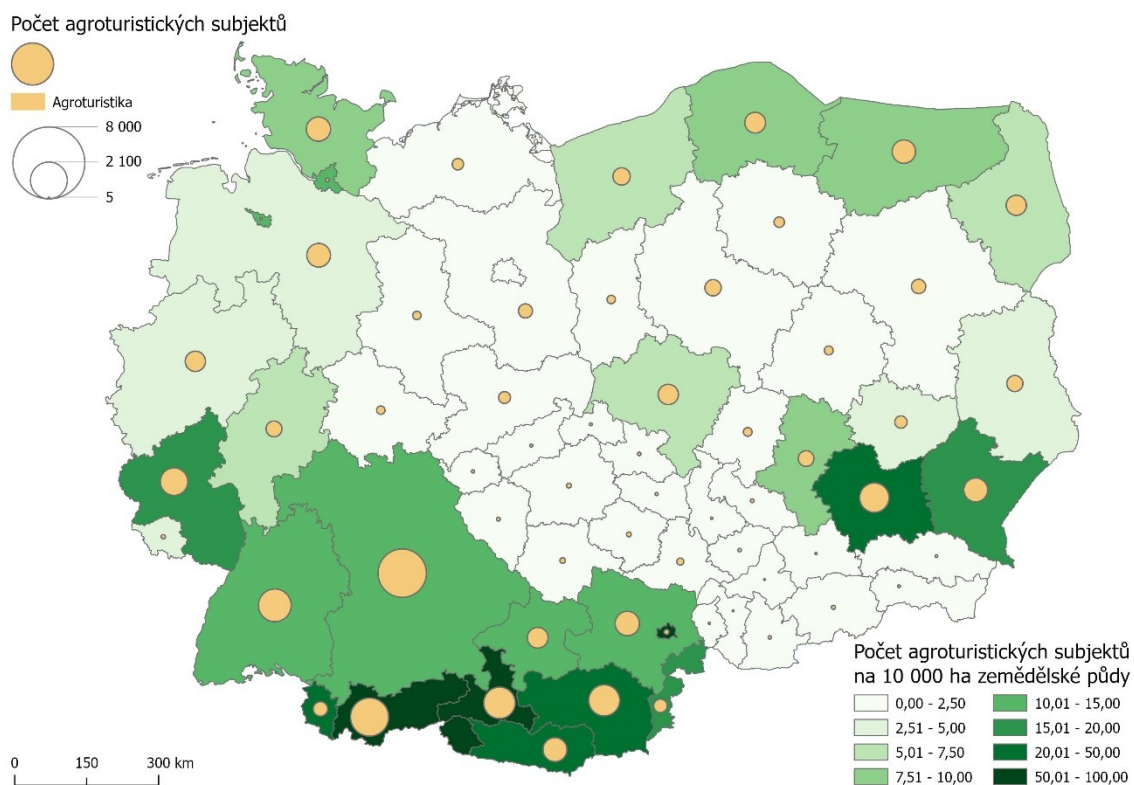 Počet agroturistických subjektů
Agroturistika
8 000
2 100
5
0 150 300 km
Počet agroturistických subjektů
na 10 000 ha zemědělské půdy
0,00 - 2,50
2,51 - 5,00
5,01 - 7,50
7,51 - 10,00
10,01 - 15,00
15,01 - 20,00
20,01 - 50,00
50,01 - 100,00